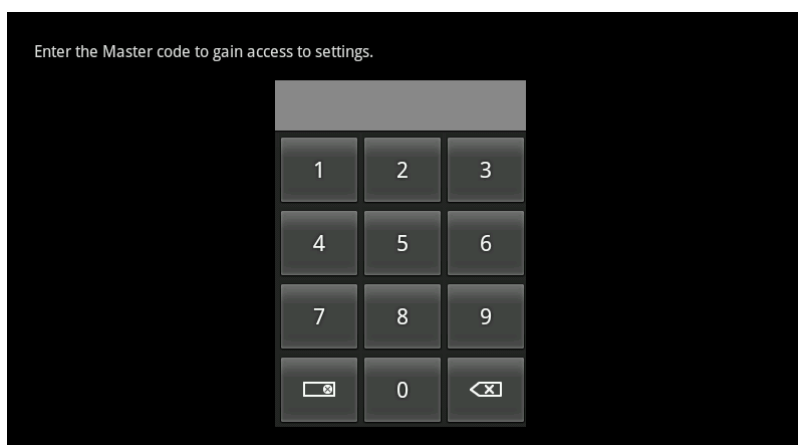 Enter the Master code to gain access to settings.
1 2 3
4 5 6
7 8 9
0